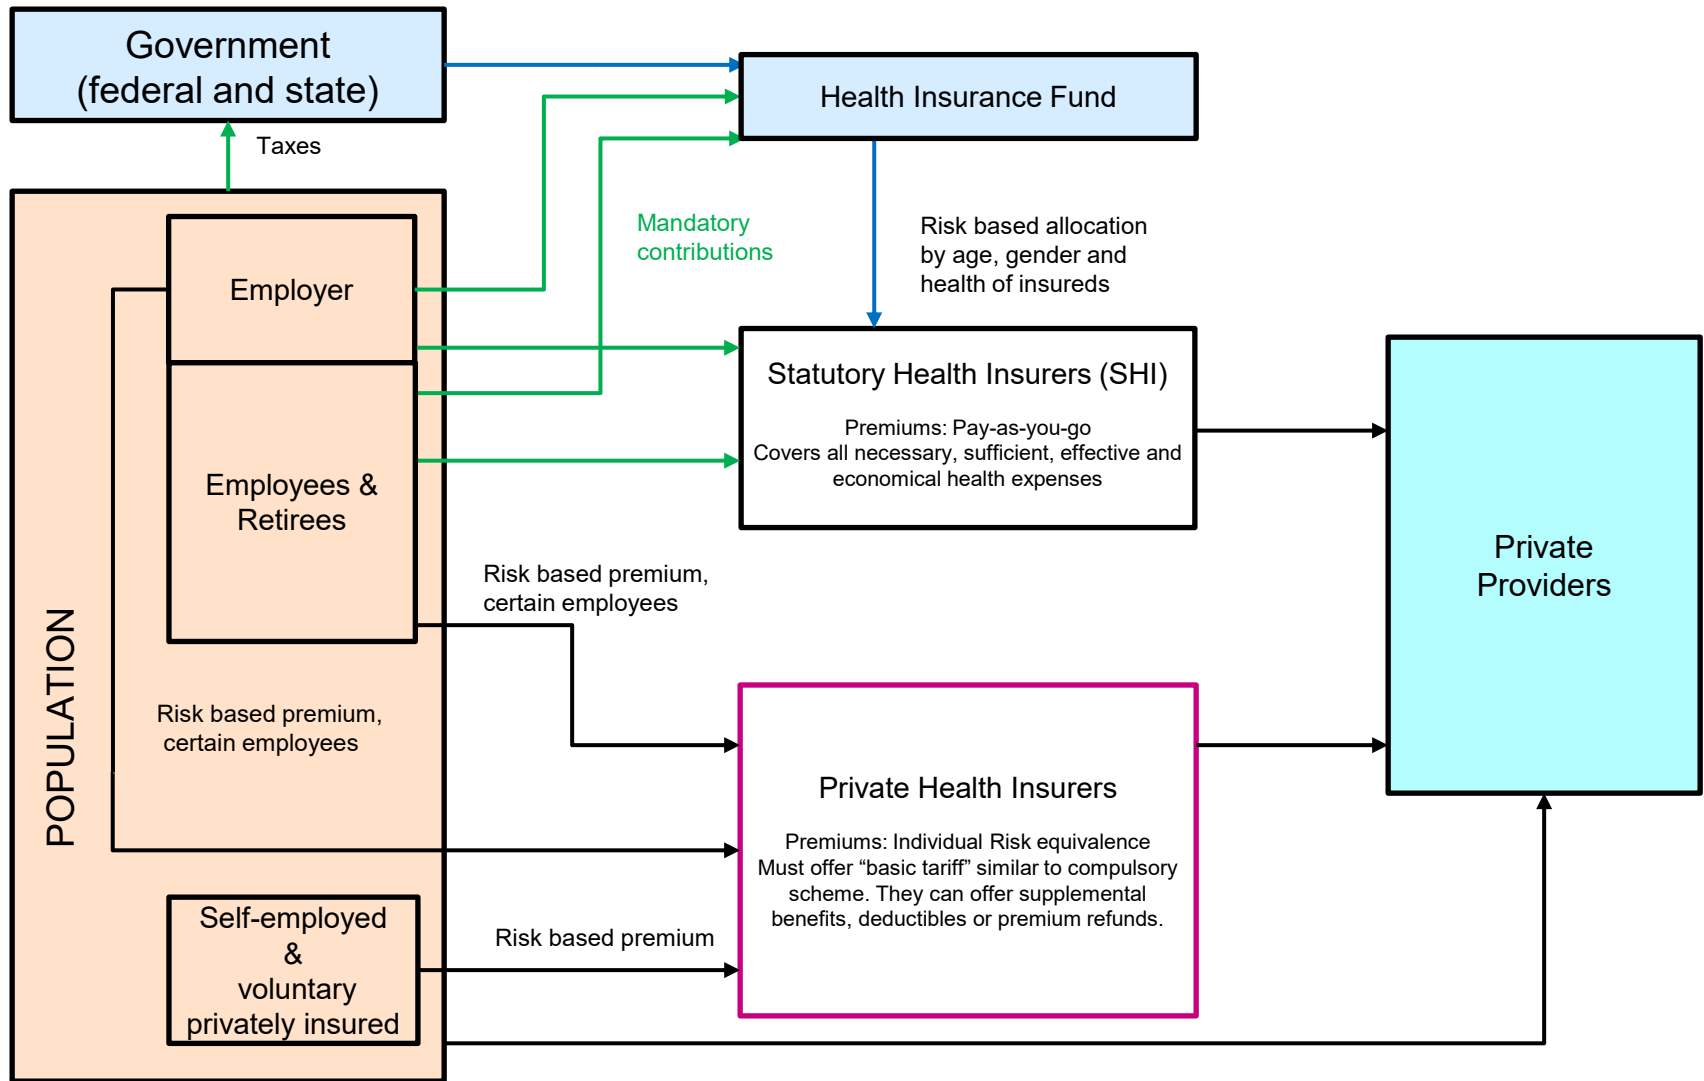 Government
(federal and state)
Health Insurance Fund
Taxes
Mandatory
contributions
Risk based allocation
by age, gender and
health of insureds
Employer
Statutory Health Insurers (SHI)
Premiums: Pay-as-you-go
Covers all necessary, sufficient, effective and
economical health expenses
Employees &
Retirees
Private
Providers
Risk based premium,
certain employees
POPULATION
Risk based premium,
certain employees
Private Health Insurers
Premiums: Individual Risk equivalence
Must offer “basic tariff” similar to compulsory
scheme. They can offer supplemental
benefits, deductibles or premium refunds.
Self-employed
&
voluntary
privately insured
Risk based premium